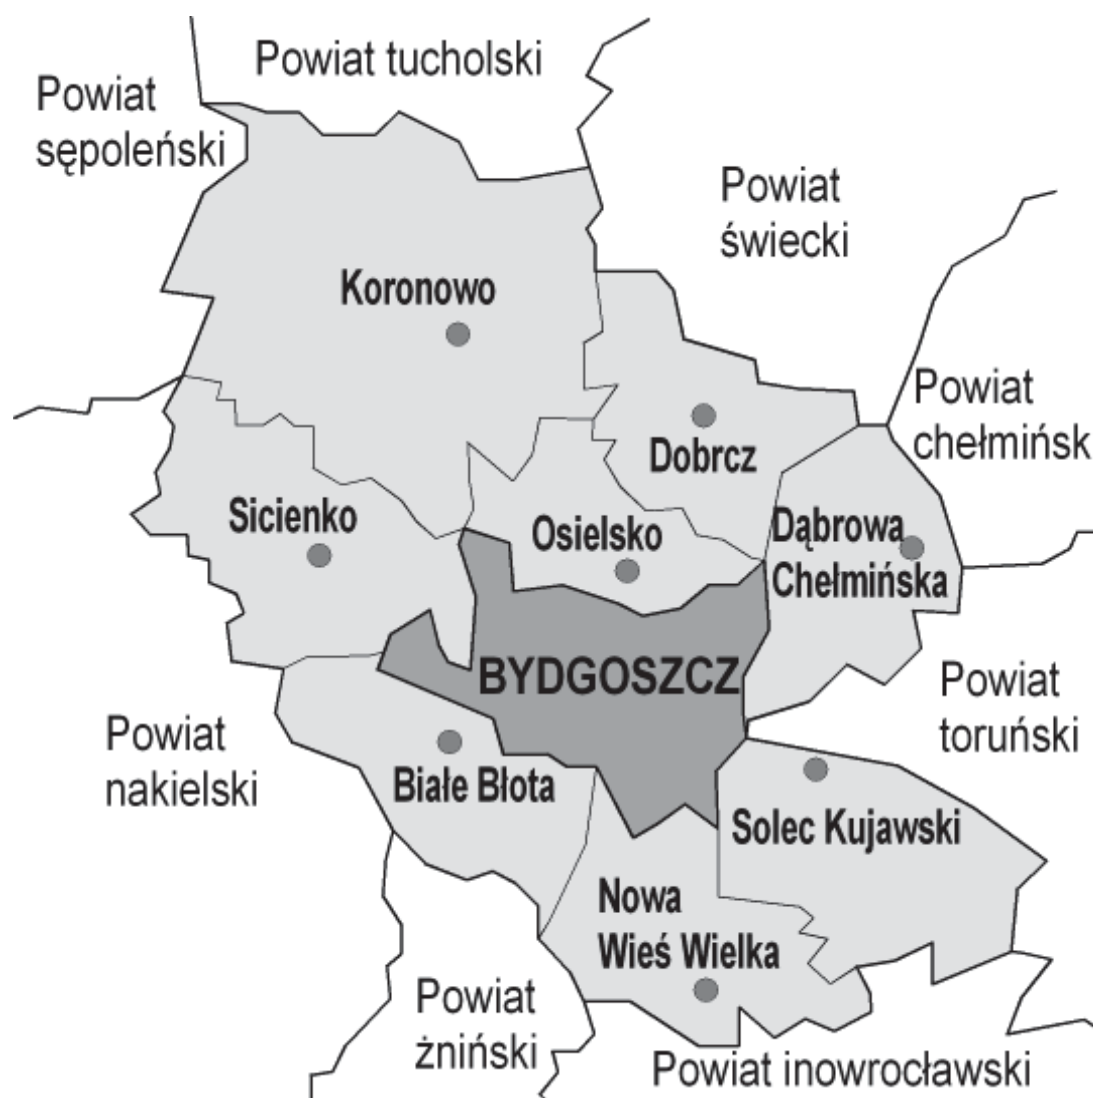 Powiat tucholski
Powiat
sępoleński
Powiat
świecki
Koronowo
Powiat
chełmińsk
Dobrcz
Sicienko
Osielsko
Dąbrowa
Chełmińska
BYDGOSZCZ
Powiat
toruński
Powiat
nakielski
Białe Błota
Solec Kujawski
Nowa
Wieś Wielka
Powiat
żniński
Powiat inowrocławski